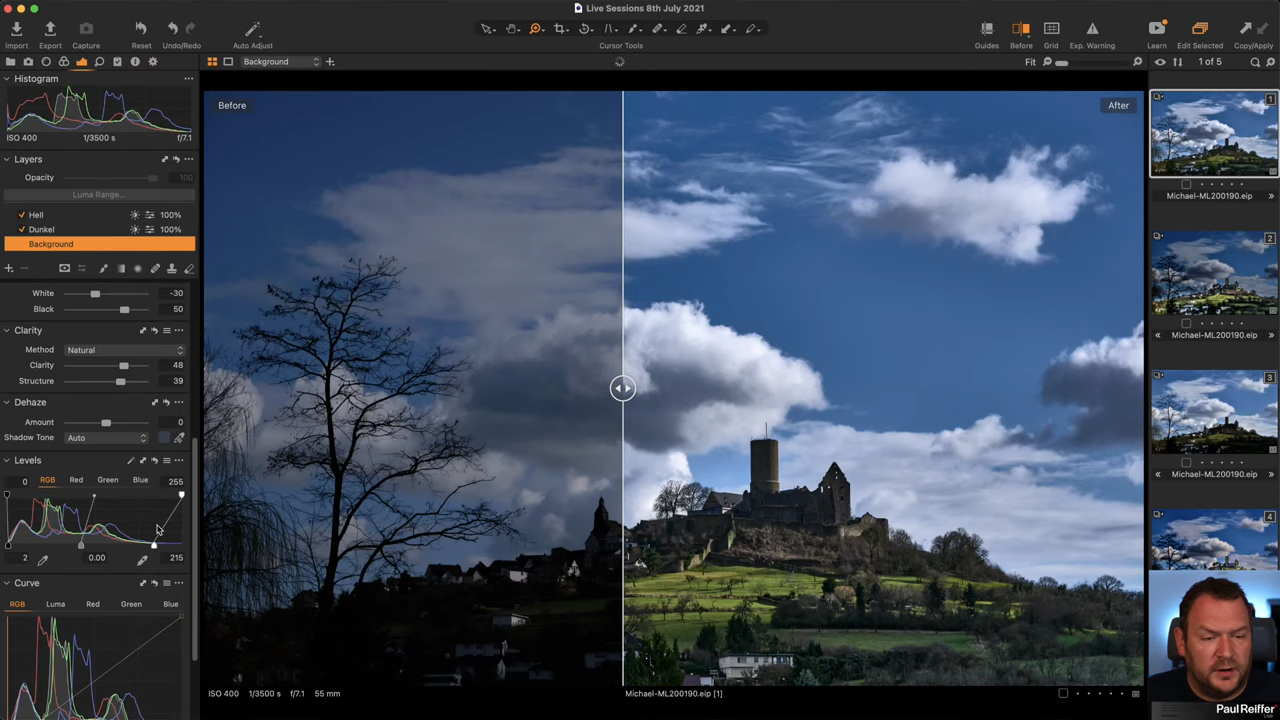 Live Sessions 8th July 2021
Import
Export
Capture
Reset
Undo/Redo
Auto Adjust
Cursor Tools
Guides
Before
Grid
Exp. Warning
Learn
Edit Selected
Copy/Apply
Background
Fit
1 of 5
Histogram
ISO 400
1/3500 s
f/7.1
Layers
Opacity
100
Luma Range...
Hell
100%
Dunkel
100%
Background
White
-30
Black
50
Clarity
Method
Natural
Clarity
48
Structure
39
Dehaze
Amount
0
Shadow Tone
Auto
Levels
0
RGB
Red
Green
Blue
255
2
0.00
215
Curve
RGB
Luma
Red
Green
Blue
Before
After
ISO 400
1/3500 s
f/7.1
55 mm
Michael-ML200190.eip [1]
1
Michael-ML200190.eip
2
Michael-ML200190.eip
3
Michael-ML200190.eip
4
PaulReiffer
Live